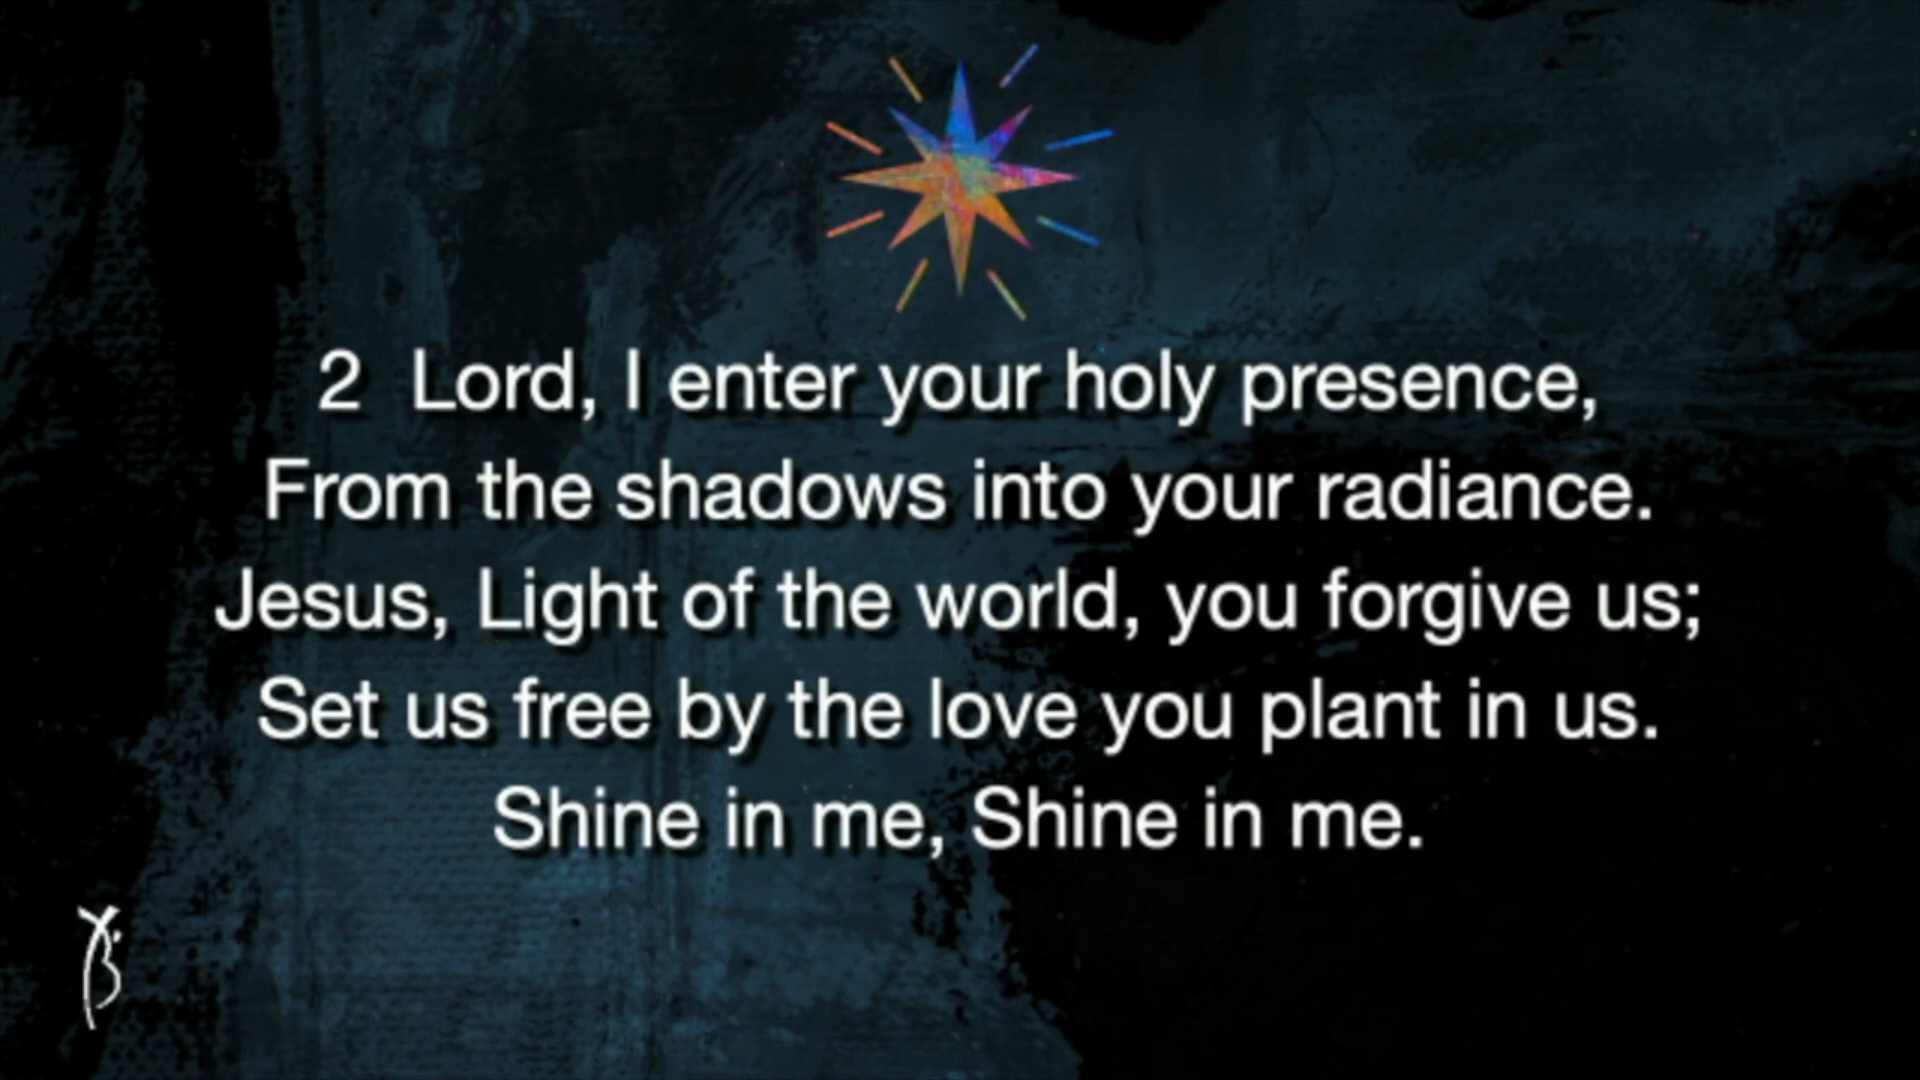 2 Lord, I enter your holy presence,
From the shadows into your radiance.
Jesus, Light of the world, you forgive us;
Set us free by the love you plant in us.
Shine in me, Shine in me.